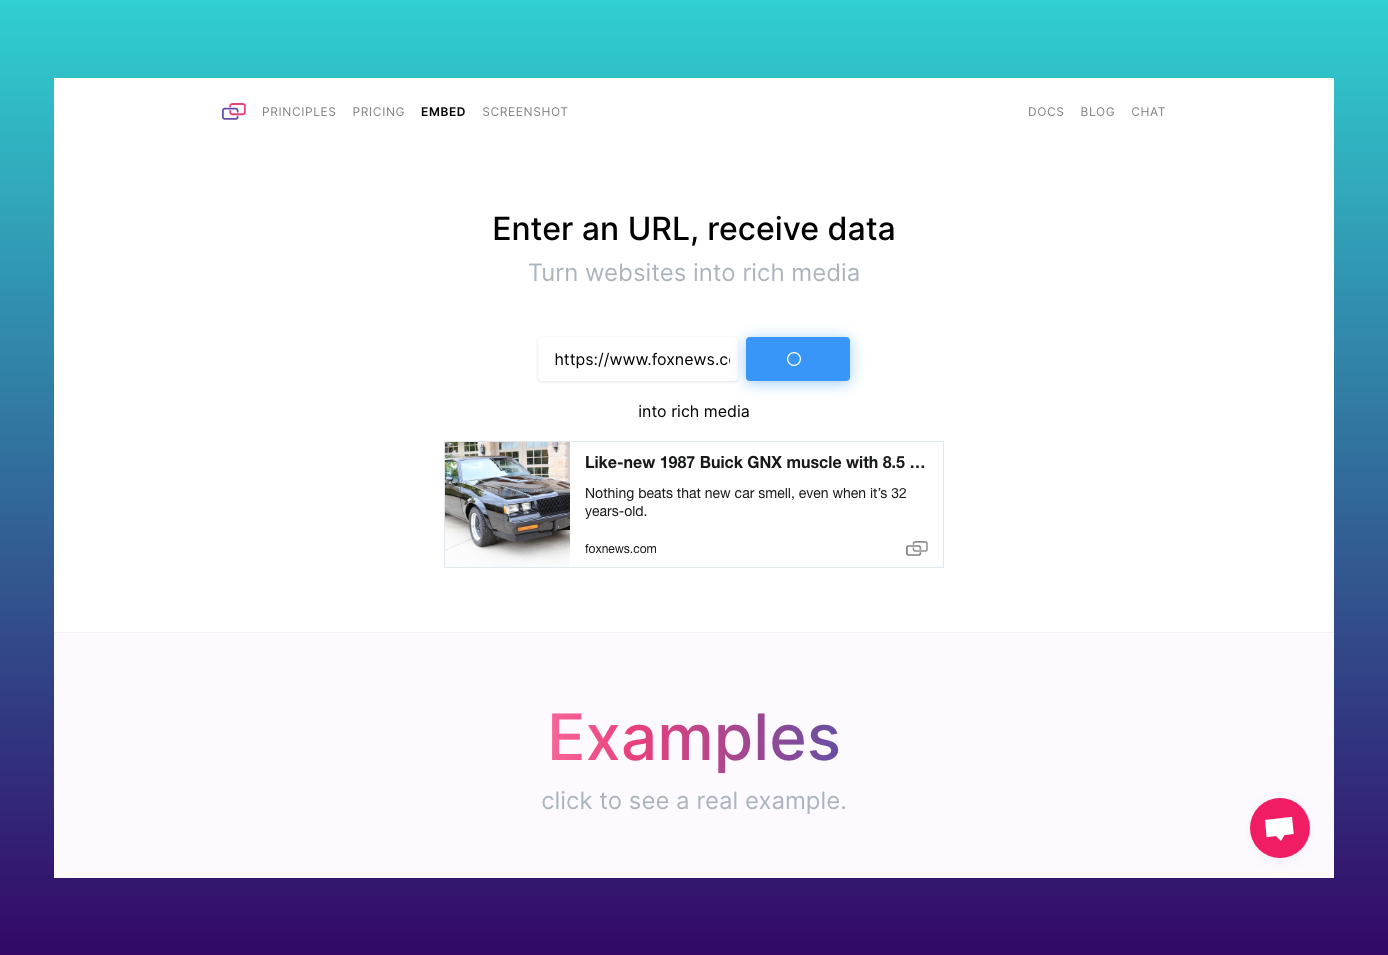 PRINCIPLES PRICING EMBED SCREENSHOT DOCS BLOG CHAT
Enter an URL, receive data
Turn websites into rich media
https://www.foxnews.c
into rich media
Like-new 1987 Buick GNX muscle with 8.5 ...
Nothing beats that new car smell, even when it's 32
years-old.
foxnews.com
Examples
click to see a real example.